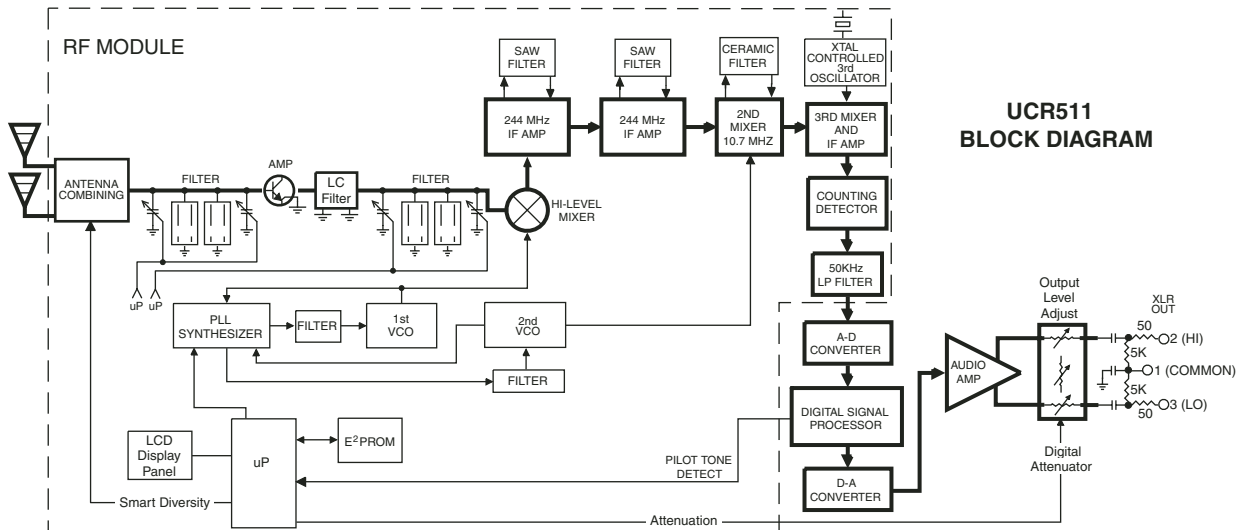 RF MODULE
UCR511
BLOCK DIAGRAM
SAW
FILTER
SAW
FILTER
CERAMIC
FILTER
XTAL
CONTROLLED
3rd
OSCILLATOR
244 MHz
IF AMP
244 MHz
IF AMP
2ND
MIXER
10.7 MHZ
3RD MIXER
AND
IF AMP
ANTENNA
COMBINING
FILTER
AMP
LC
Filter
FILTER
HI-LEVEL
MIXER
COUNTING
DETECTOR
50KHz
LP FILTER
uP
uP
PLL
SYNTHESIZER
FILTER
1st
VCO
2nd
VCO
FILTER
A-D
CONVERTER
DIGITAL SIGNAL
PROCESSOR
D-A
CONVERTER
AUDIO
AMP
Output
Level
Adjust
XLR
OUT
50
2 (HI)
5K
1 (COMMON)
5K
3 (LO)
50
Digital
Attenuator
LCD
Display
Panel
uP
E2PROM
PILOT TONE
DETECT
Smart Diversity
Attenuation